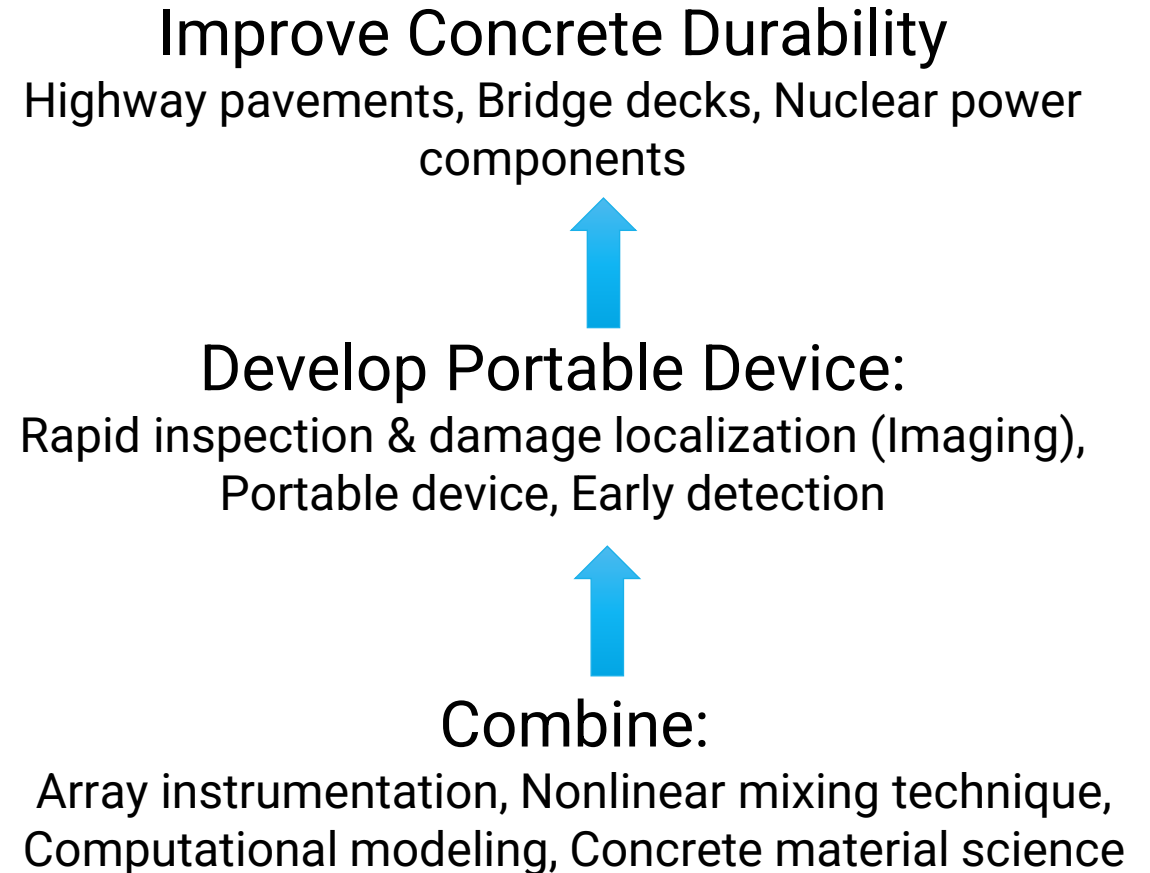 Improve Concrete Durability
Highway pavements, Bridge decks, Nuclear power
components
Develop Portable Device:
Rapid inspection & damage localization (Imaging),
Portable device, Early detection
Combine:
Array instrumentation, Nonlinear mixing technique,
Computational modeling, Concrete material science